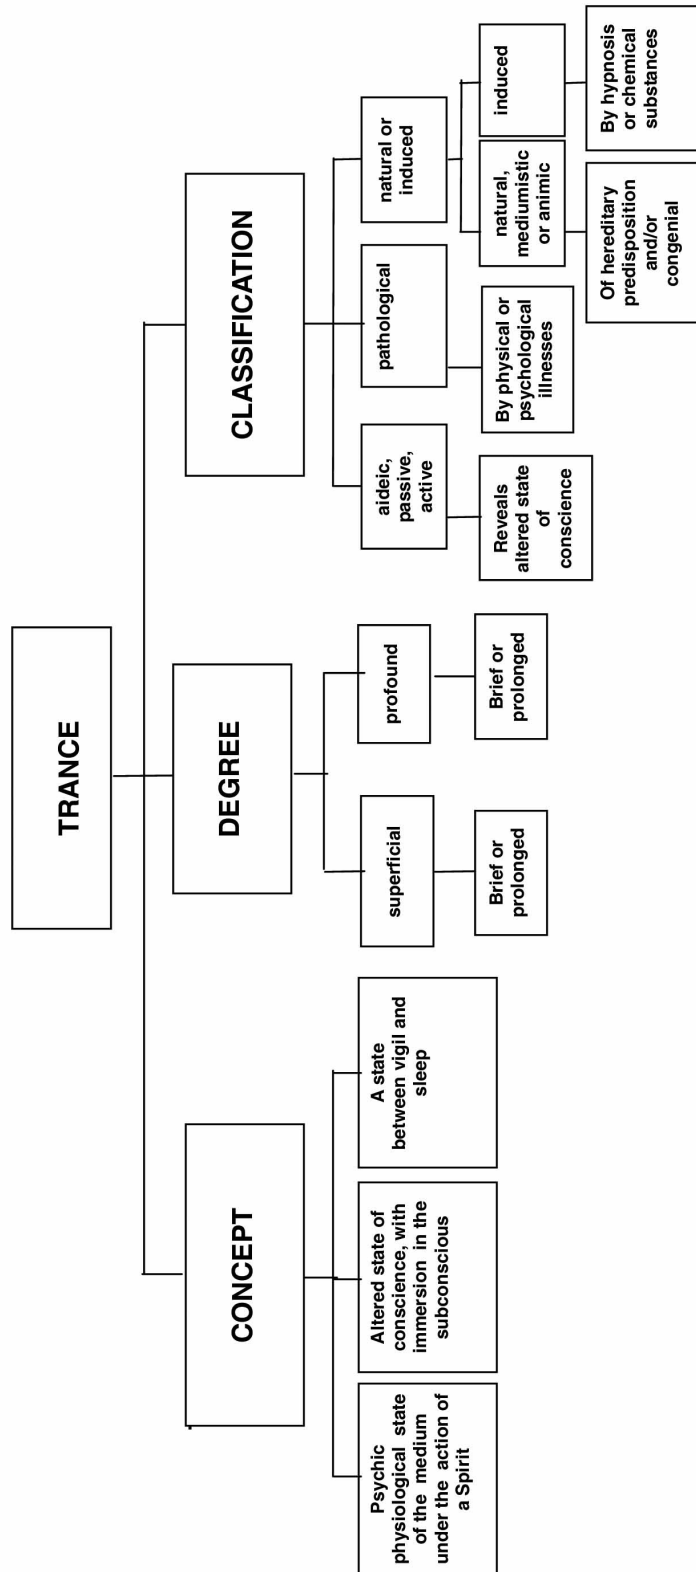 TRANCE
CONCEPT
DEGREE
CLASSIFICATION
Psychic
physiological state
of the medium
under the action of
a Spirit
Altered state of
conscience, with
immersion in the
subconscious
A state
between vigil and
sleep
superficial
profound
Brief or
prolonged
Brief or
prolonged
aideic,
passive,
active
pathological
natural or
induced
Reveals
altered state
of
conscience
By physical or
psychological
illnesses
natural,
mediumistic
or animic
induced
Of hereditary
predisposition
and/or
congenial
By hypnosis
or chemical
substances